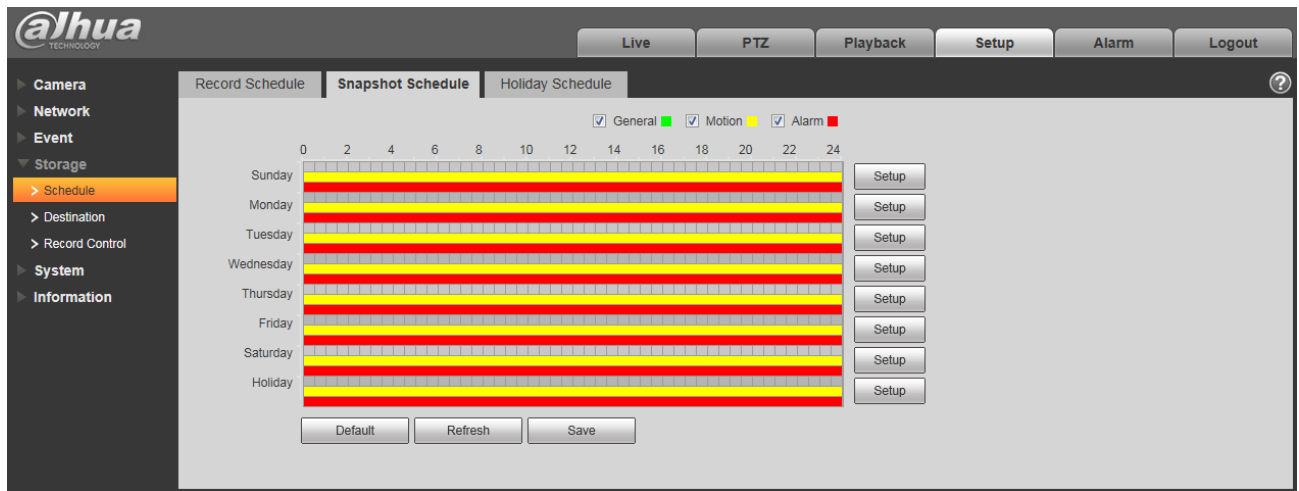 alhua
TECHNOLOGY
Live PTZ Playback Setup Alarm Logout
Camera
Network
Event
Storage
> Schedule
> Destination
> Record Control
System
Information
Record Schedule Snapshot Schedule Holiday Schedule ?
General Motion Alarm
0 2 4 6 8 10 12 14 16 18 20 22 24
Sunday Setup
Monday Setup
Tuesday Setup
Wednesday Setup
Thursday Setup
Friday Setup
Saturday Setup
Holiday Setup
Default Refresh Save